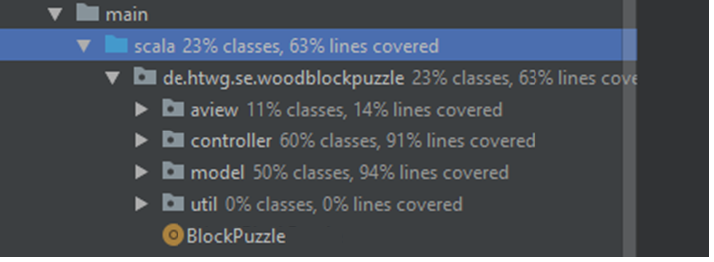 main
scala 23% classes, 63% lines covered
de.htwg.se.woodblockpuzzle 23% classes, 63% lines cove
aview 11% classes, 14% lines covered
controller 60% classes, 91% lines covered
model 50% classes, 94% lines covered
util 0% classes, 0% lines covered
BlockPuzzle